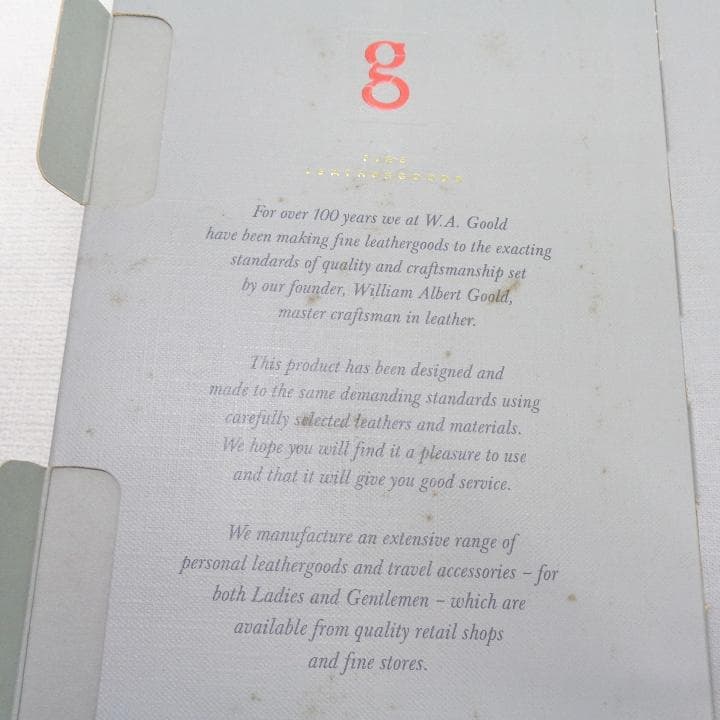 g
FINE
LEATHERGOODS
For over 100 years we at W.A. Goold
have been making fine leathergoods to the exacting
standards of quality and craftsmanship set
by our founder, William Albert Goold,
master craftsman in leather.
This product has been designed and
made to the same demanding standards using
carefully selected leathers and materials.
We hope you will find it a pleasure to use
and that it will give you good service.
We manufacture an extensive range of
personal leathergoods and travel accessories – for
both Ladies and Gentlemen – which are
available from quality retail shops
and fine stores.